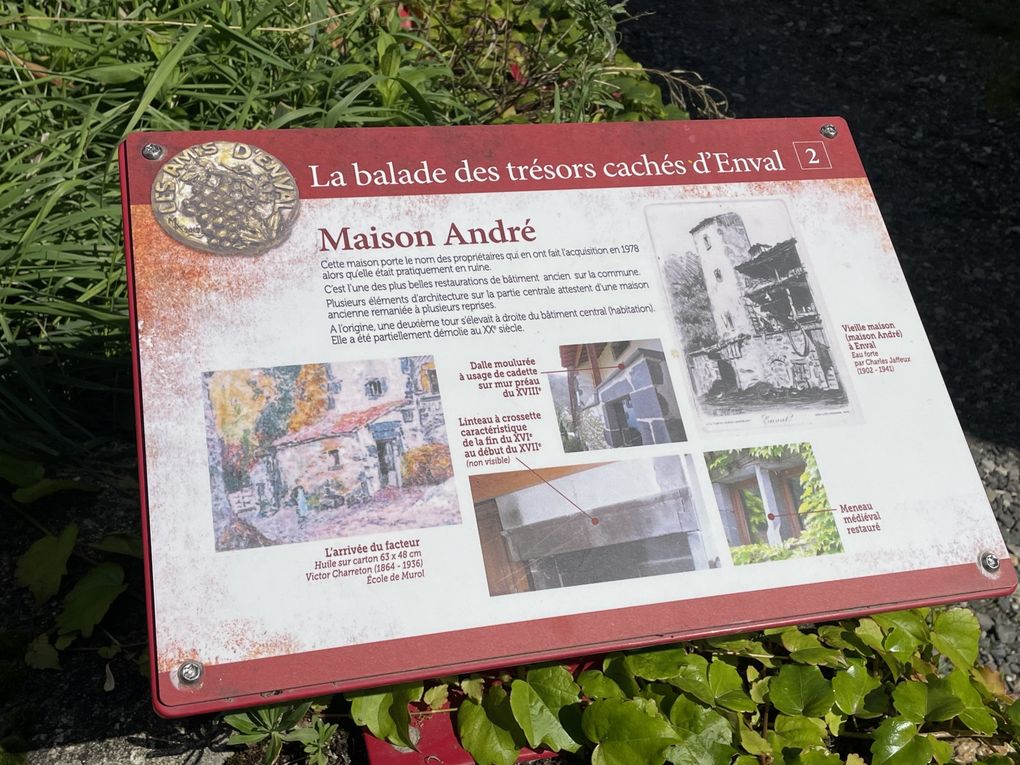 LES AMIS D'ENVAL
La balade des trésors cachés d'Enval
2
Maison André
Cette maison porte le nom des propriétaires qui en ont fait l'acquisition en 1978
alors qu'elle était pratiquement en ruine.
C'est l'une des plus belles restaurations de bâtiment ancien sur la commune.
Plusieurs éléments d'architecture sur la partie centrale attestent d'une maison
ancienne remaniée à plusieurs reprises.
A l'origine, une deuxième tour s'élevait à droite du bâtiment central (habitation).
Elle a été partiellement démolie au XXe siècle.
Enval
Vieille maison
(maison André)
à Enval
Eau forte
par Charles Jaffeux
(1902 - 1941)
Dalle moulurée
à usage de cadette
sur mur préau
du XVIIIe
Linteau à crossette
caractéristique
de la fin du XVIe
au début du XVIIe
(non visible)
Meneau
médiéval
restauré
L'arrivée du facteur
Huile sur carton 63 x 48 cm
Victor Charreton (1864 - 1936)
École de Murol